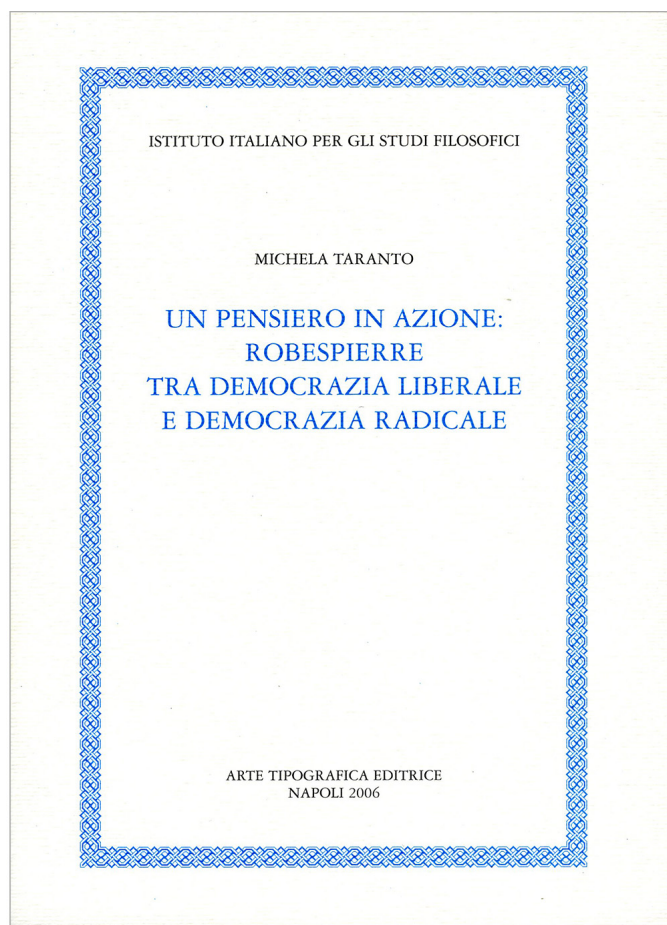 ISTITUTO ITALIANO PER GLI STUDI FILOSOFICI
MICHELA TARANTO
UN PENSIERO IN AZIONE:
ROBESPIERRE
TRA DEMOCRAZIA LIBERALE
E DEMOCRAZIA RADICALE
ARTE TIPOGRAFICA EDITRICE
NAPOLI 2006